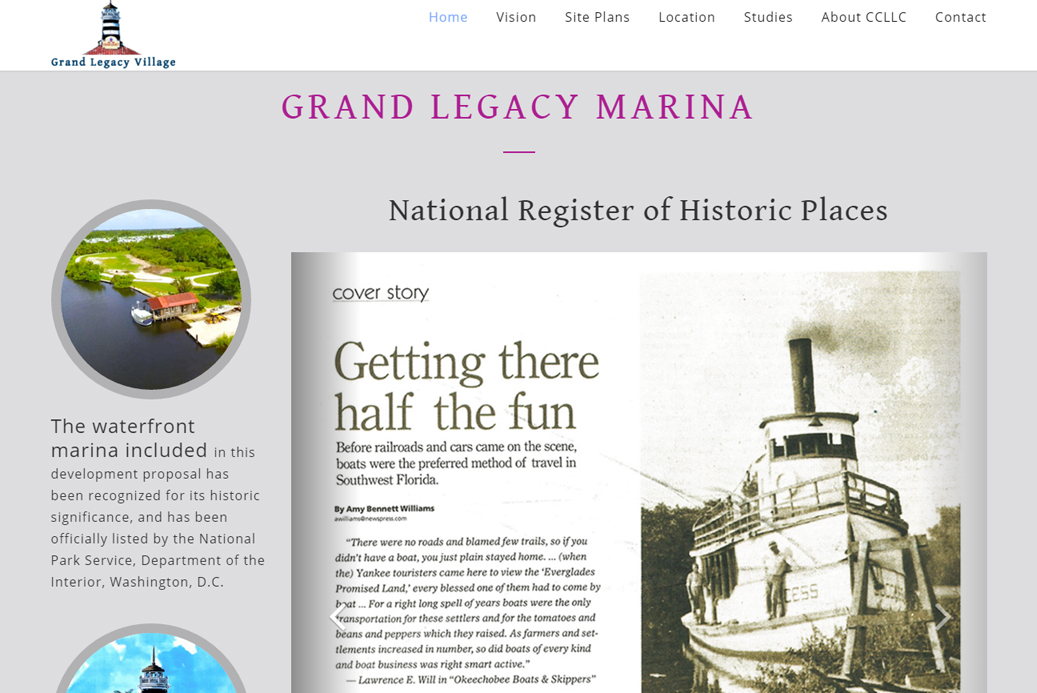 Home Vision Site Plans Location Studies About CCLLC Contact
Grand Legacy Village
GRAND LEGACY MARINA
National Register of Historic Places
The waterfront
marina included in this
development proposal has
been recognized for its historic
significance, and has been
officially listed by the National
Park Service, Department of the
Interior, Washington, D.C.
cover story
Getting there
half the fun
Before railroads and cars came on the scene,
boats were the preferred method of travel in
Southwest Florida.
By Amy Bennett Williams
awilliams@newspress.com
"There were no roads and blamed few trails, so if you
didn't have a boat, you just plain stayed home. ... (when
the) Yankee touristers came here to view the 'Everglades
Promised Land,' every blessed one of them had to come by
boat ... For a right long spell of years boats were the only
transportation for these settlers and for the tomatoes and
beans and peppers which they raised. As farmers and set-
tlements increased in number, so did boats of every kind
and boat business was right smart active."
— Lawrence E. Will in "Okeechobee Boats & Skippers"